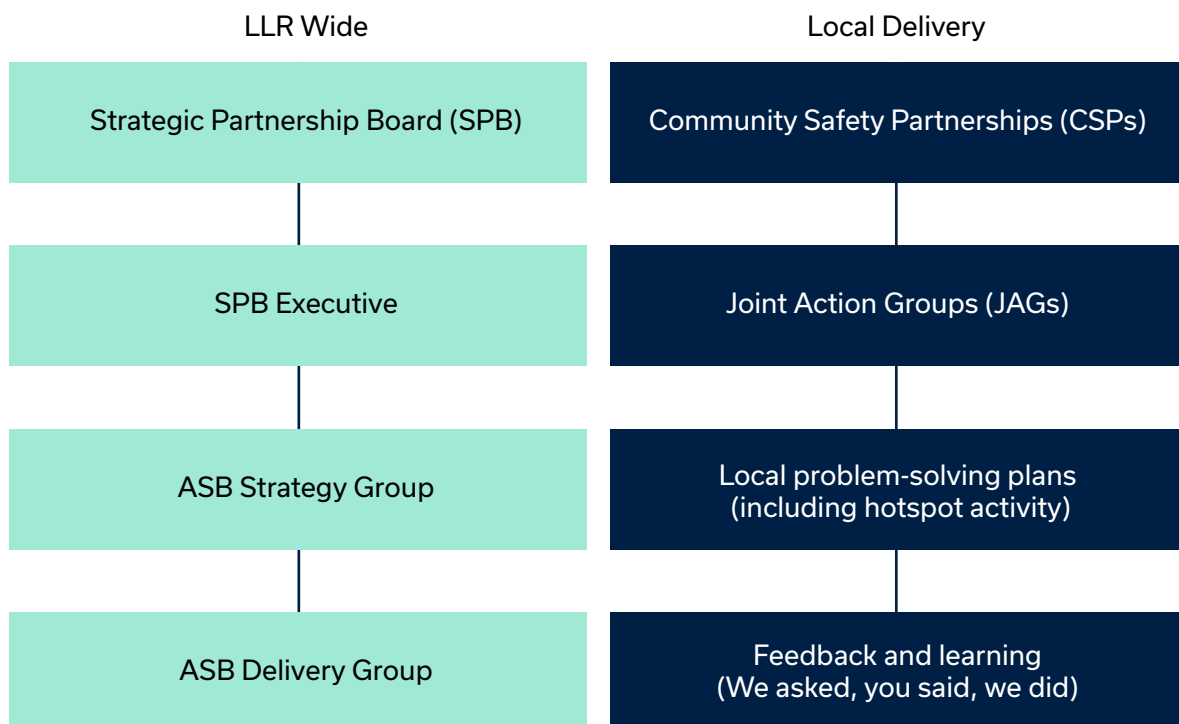 LLR Wide
Strategic Partnership Board (SPB)
SPB Executive
ASB Strategy Group
ASB Delivery Group
Local Delivery
Community Safety Partnerships (CSPs)
Joint Action Groups (JAGs)
Local problem-solving plans
(including hotspot activity)
Feedback and learning
(We asked, you said, we did)